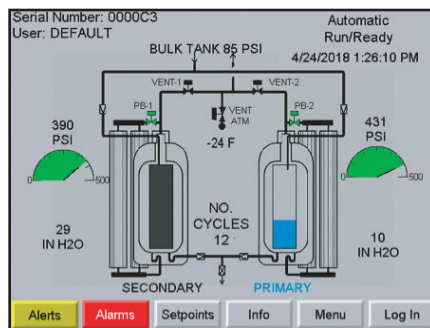 Serial Number: 0000C3
User: DEFAULT
Automatic
Run/Ready
4/24/2018 1:26:10 PM
BULK TANK 85 PSI
VENT-1
VENT-2
PB-1
VENT
ATM
PB-2
390
PSI
-24 F
431
PSI
0
500
0
500
29
IN H2O
NO.
CYCLES
12
10
IN H2O
SECONDARY
PRIMARY
Alerts
Alarms
Setpoints
Info
Menu
Log In